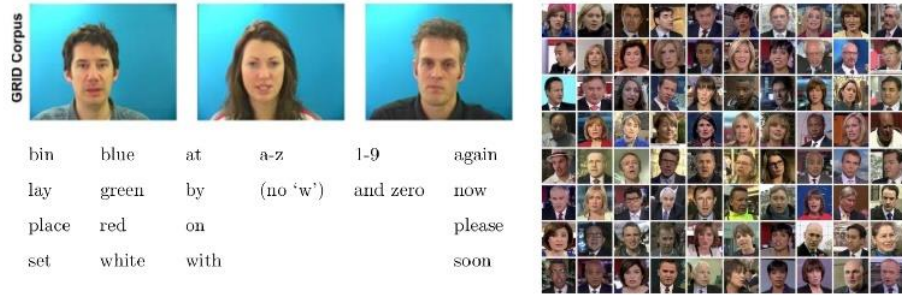 GRID Corpus
bin blue at a-z 1-9 again
lay green by (no ‘w’) and zero now
place red on please
set white with soon